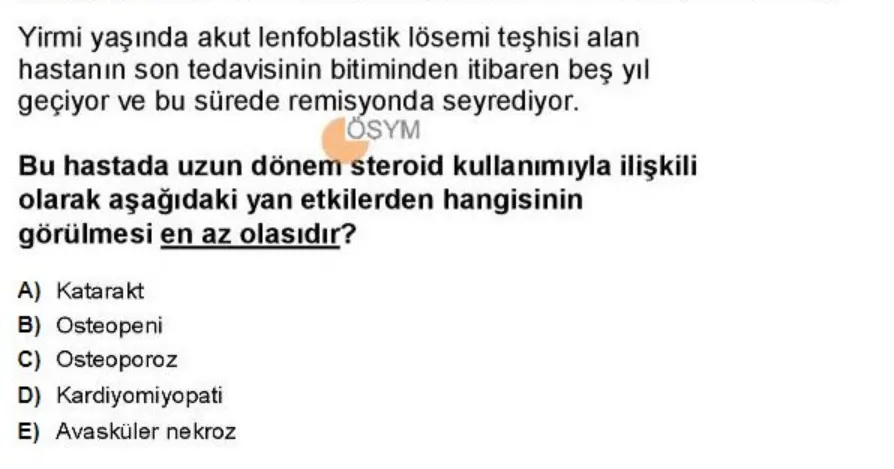 Yirmi yaşında akut lenfoblastik lösemi teşhisi alan
hastanın son tedavisinin bitiminden itibaren beş yıl
geçiyor ve bu sürede remisyonda seyrediyor.
ÖSYM
Bu hastada uzun dönem steroid kullanımıyla ilişkili
olarak aşağıdaki yan etkilerden hangisinin
görülmesi en az olasıdır?
A) Katarakt
B) Osteopeni
C) Osteoporoz
D) Kardiyomiyopati
E) Avasküler nekroz